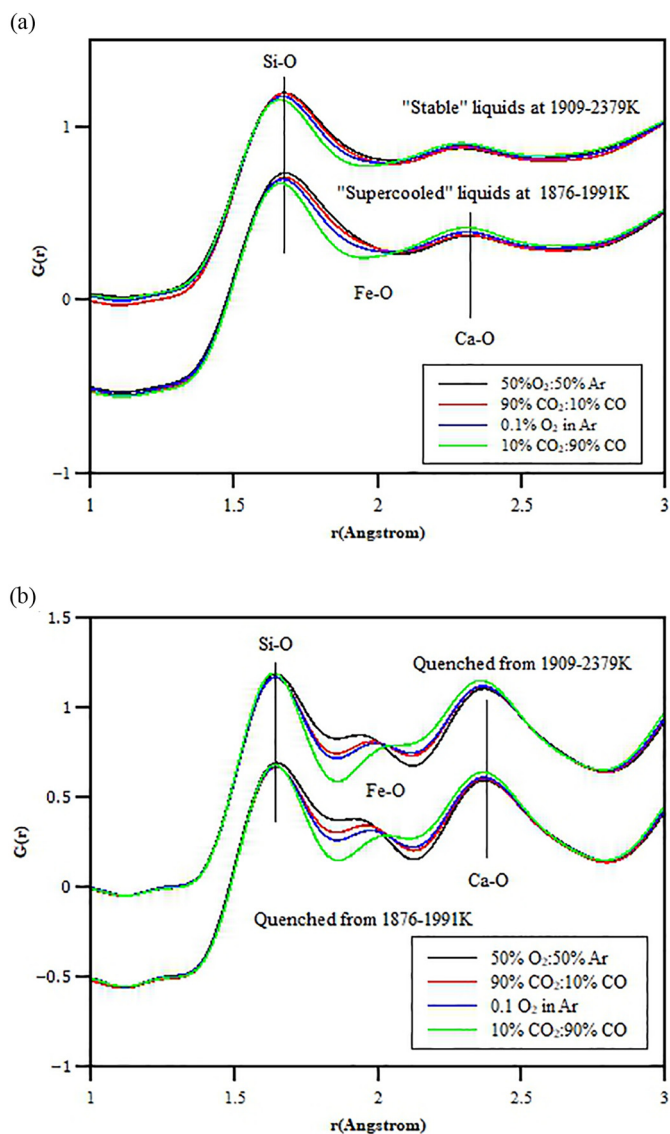 (a)
Si-O
1
"Stable" liquids at 1909-2379K
"Supercooled" liquids at 1876-1991K
G(r)
0
Fe-O
Ca-O
50%O₂:50% Ar
90% CO₂:10% CO
0.1% O₂ in Ar
10% CO₂:90% CO
−1
1 1.5 2 2.5 3
r(Angstrom)
(b)
1.5
Si-O
Quenched from 1909-2379K
1
Fe-O
0.5
G(r)
Ca-O
0
Quenched from 1876-1991K
50% O₂:50% Ar
90% CO₂:10% CO
0.1 O₂ in Ar
10% CO₂:90% CO
−0.5
−1
1 1.5 2 2.5 3
r(Angstrom)